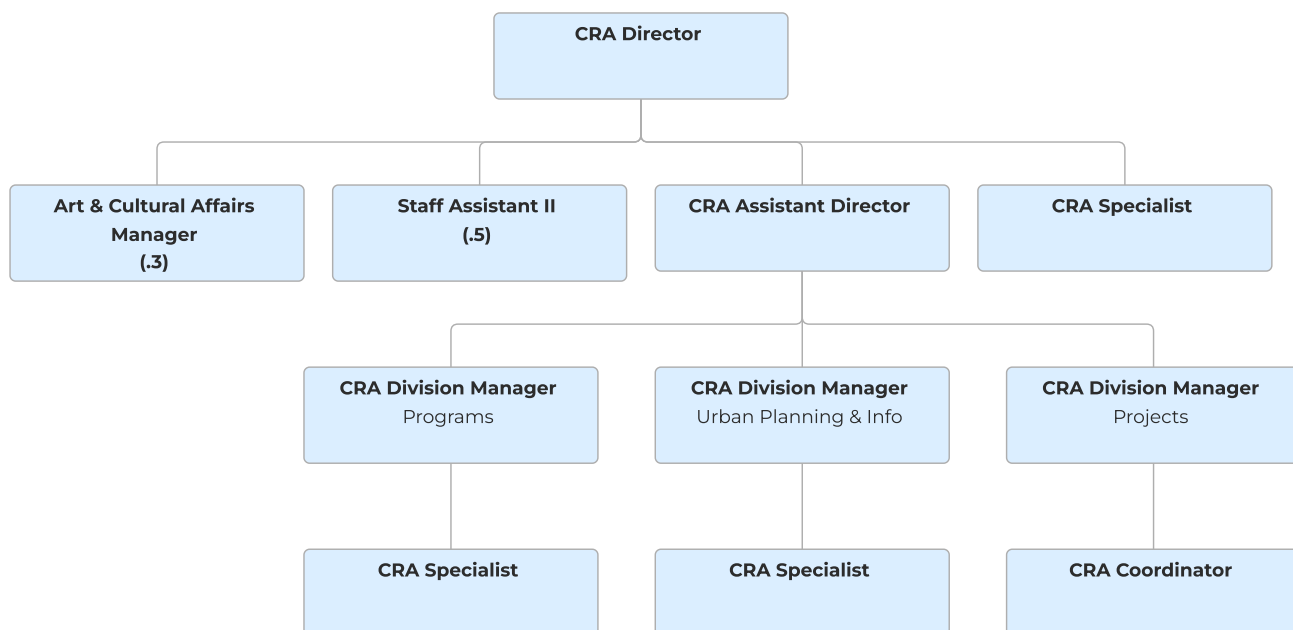 CRA Director
Art & Cultural Affairs
Manager
(.3)
Staff Assistant II
(.5)
CRA Assistant Director
CRA Specialist
CRA Division Manager
Programs
CRA Division Manager
Urban Planning & Info
CRA Division Manager
Projects
CRA Specialist
CRA Specialist
CRA Coordinator